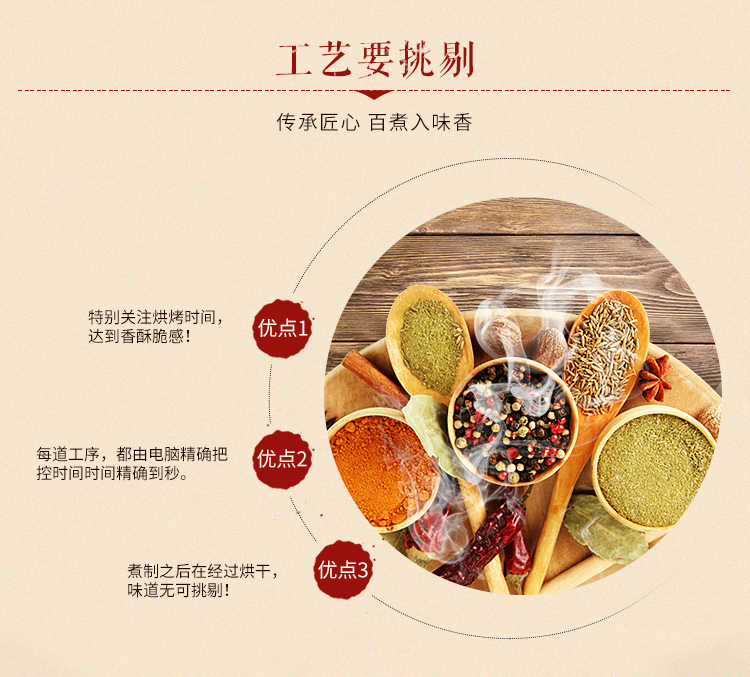 工艺要挑剔
传承匠心 百煮入味香
特别关注烘烤时间，
达到香酥脆感！
优点1
每道工序，都由电脑精确把
控时间时间精确到秒。
优点2
煮制之后在经过烘干，
味道无可挑剔！
优点3